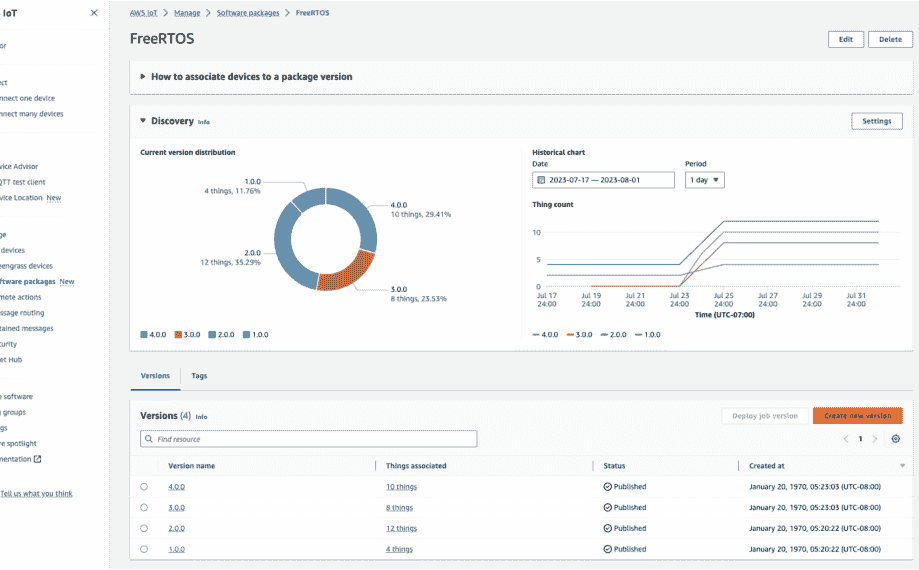 IoT
AWS IoT > Manage > Software packages > FreeRTOS
FreeRTOS
Edit
Delete
How to associate devices to a package version
Discovery Info
Settings
Current version distribution
1.0.0
4 things, 11.76%
4.0.0
10 things, 29.41%
2.0.0
12 things, 35.29%
3.0.0
8 things, 23.53%
4.0.0 3.0.0 2.0.0 1.0.0
Historical chart
Date
Period
2023-07-17 — 2023-08-01
1 day
Thing count
10
5
0
Jul 17 Jul 19 Jul 21 Jul 23 Jul 25 Jul 27 Jul 29 Jul 31
24:00 24:00 24:00 24:00 24:00 24:00 24:00 24:00
Time (UTC-07:00)
4.0.0 3.0.0 2.0.0 1.0.0
Versions
Tags
Versions (4) Info
Deploy job version
Create new version
Find resource
1
Version name Things associated Status Created at
4.0.0 10 things Published January 20, 1970, 05:23:03 (UTC-08:00)
3.0.0 8 things Published January 20, 1970, 05:23:03 (UTC-08:00)
2.0.0 12 things Published January 20, 1970, 05:20:22 (UTC-08:00)
1.0.0 4 things Published January 20, 1970, 05:20:22 (UTC-08:00)
or
ect
nnect one device
nnect many devices
vice Advisor
QTT test client
vice Location New
ge
devices
eengrass devices
ftware packages New
mote actions
ssage routing
tained messages
curity
et Hub
e software
g groups
gs
re spotlight
mentation
Tell us what you think